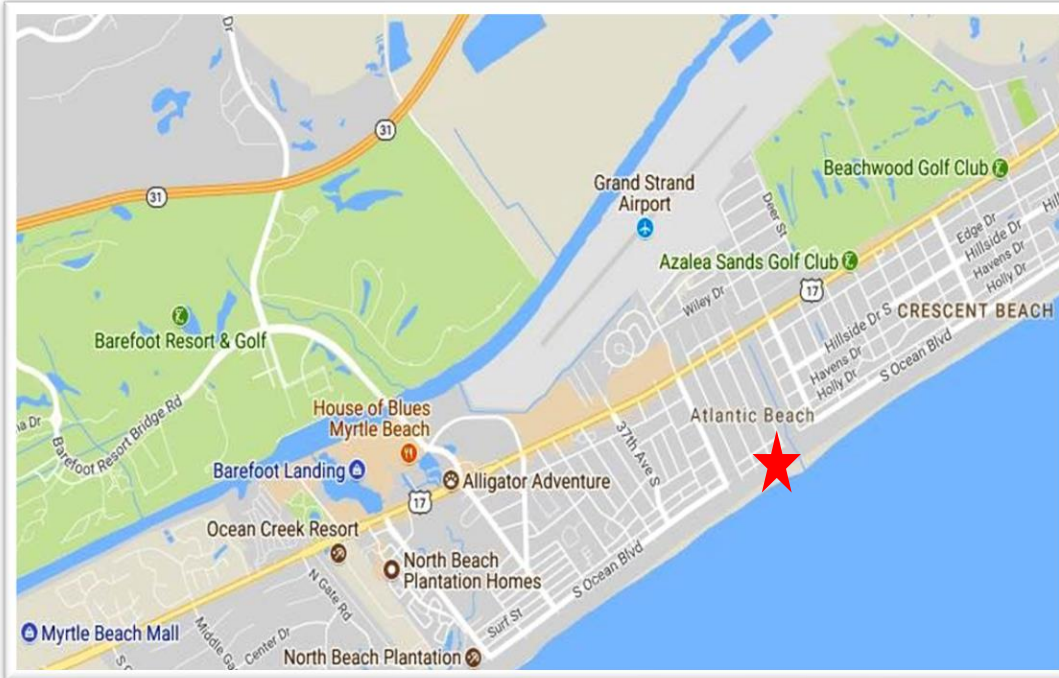 Dr
31
31
Grand Strand
Airport
Beachwood Golf Club
Deer St
Edge Dr
Hillside Dr
Havens Dr
Holly Dr
Azalea Sands Golf Club
Wiley Dr
17
CRESCENT BEACH
Hillside Dr S
Havens Dr
Holly Dr
S Ocean Blvd
Barefoot Resort & Golf
Barefoot Resort Bridge Rd
House of Blues
Myrtle Beach
Atlantic Beach
37th Ave S
Barefoot Landing
Alligator Adventure
17
Ocean Creek Resort
North Beach
Plantation Homes
S Ocean Blvd
N Gate Rd
Surf St
Myrtle Beach Mall
Center Dr
North Beach Plantation